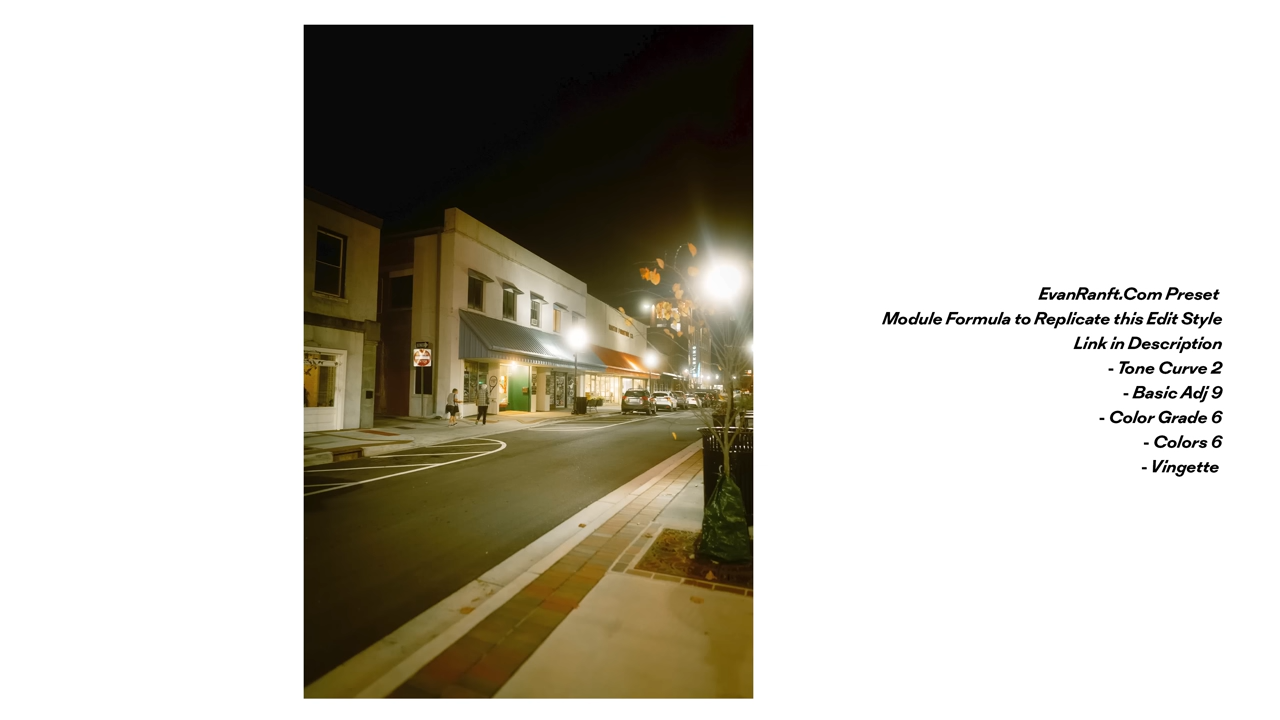 EvanRanft.Com Preset
Module Formula to Replicate this Edit Style
Link in Description
- Tone Curve 2
- Basic Adj 9
- Color Grade 6
- Colors 6
- Vingette